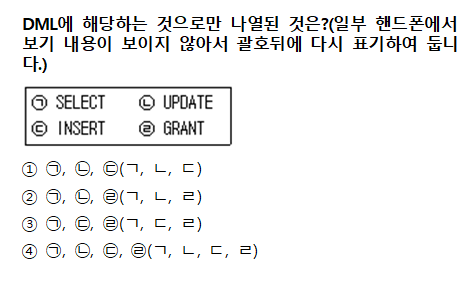 DML에 해당하는 것으로만 나열된 것은?(일부 핸드폰에서
보기 내용이 보이지 않아서 괄호뒤에 다시 표기하여 둡니
다.)
㉠ SELECT ㉡ UPDATE
㉢ INSERT ㉣ GRANT
① ㉠, ㉡, ㉢(ㄱ, ㄴ, ㄷ)
② ㉠, ㉡, ㉣(ㄱ, ㄴ, ㄹ)
③ ㉠, ㉢, ㉣(ㄱ, ㄷ, ㄹ)
④ ㉠, ㉡, ㉢, ㉣(ㄱ, ㄴ, ㄷ, ㄹ)